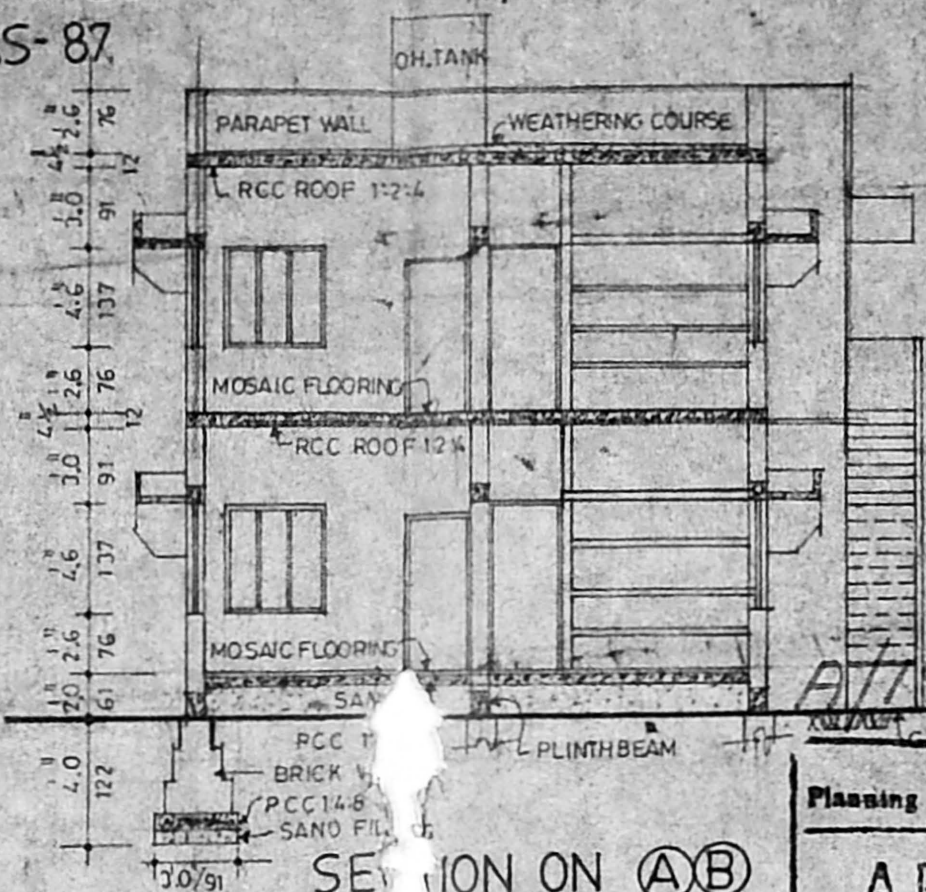 S-87
OH.TANK
PARAPET WALL
WEATHERING COURSE
RCC ROOF 1:2:4
MOSAIC FLOORING
RCC ROOF 1 2 4
MOSAIC FLOORING
PCC
PLINTH BEAM
BRICK
PCC 1 4 8
SAND
3.0/91
ON (A)(B)
Planning
2.6 76
4½" 12
3.0 91
4.6 137
2.6 76
4½" 12
3.0 91
4.6 137
2.6 76
2.0 61
4.0 122